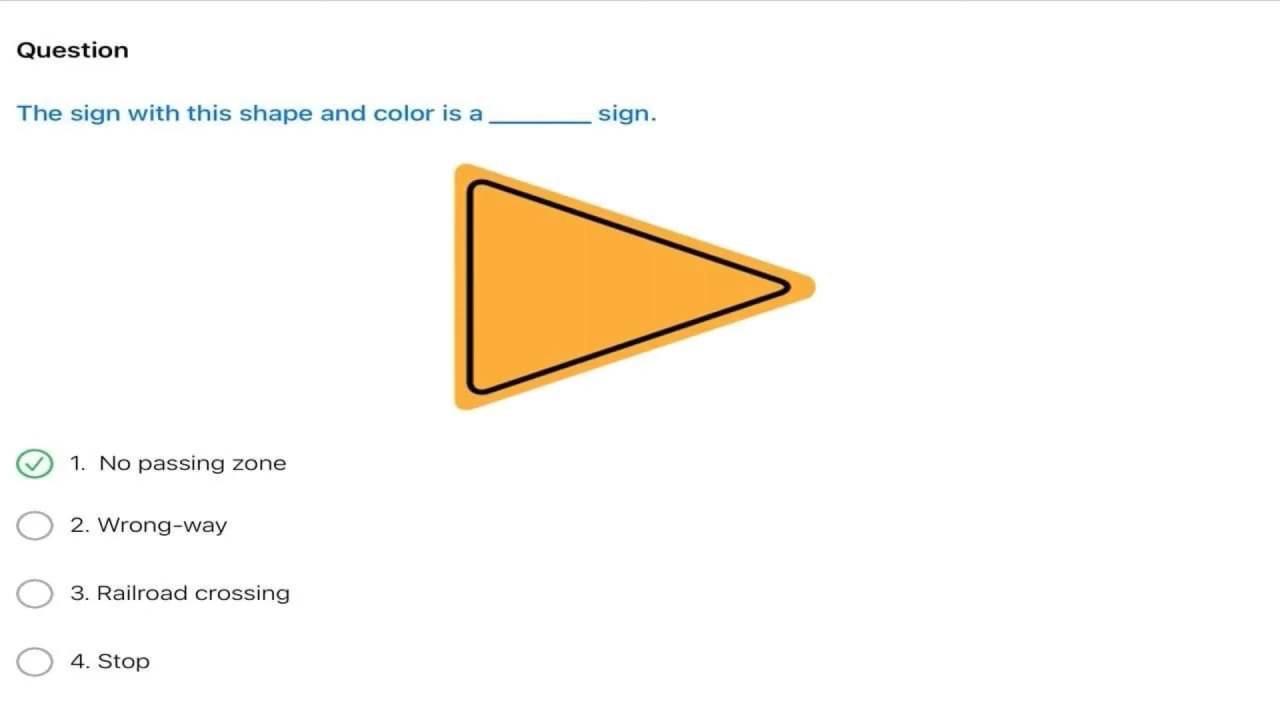 Question
The sign with this shape and color is a ________ sign.
1. No passing zone
2. Wrong-way
3. Railroad crossing
4. Stop